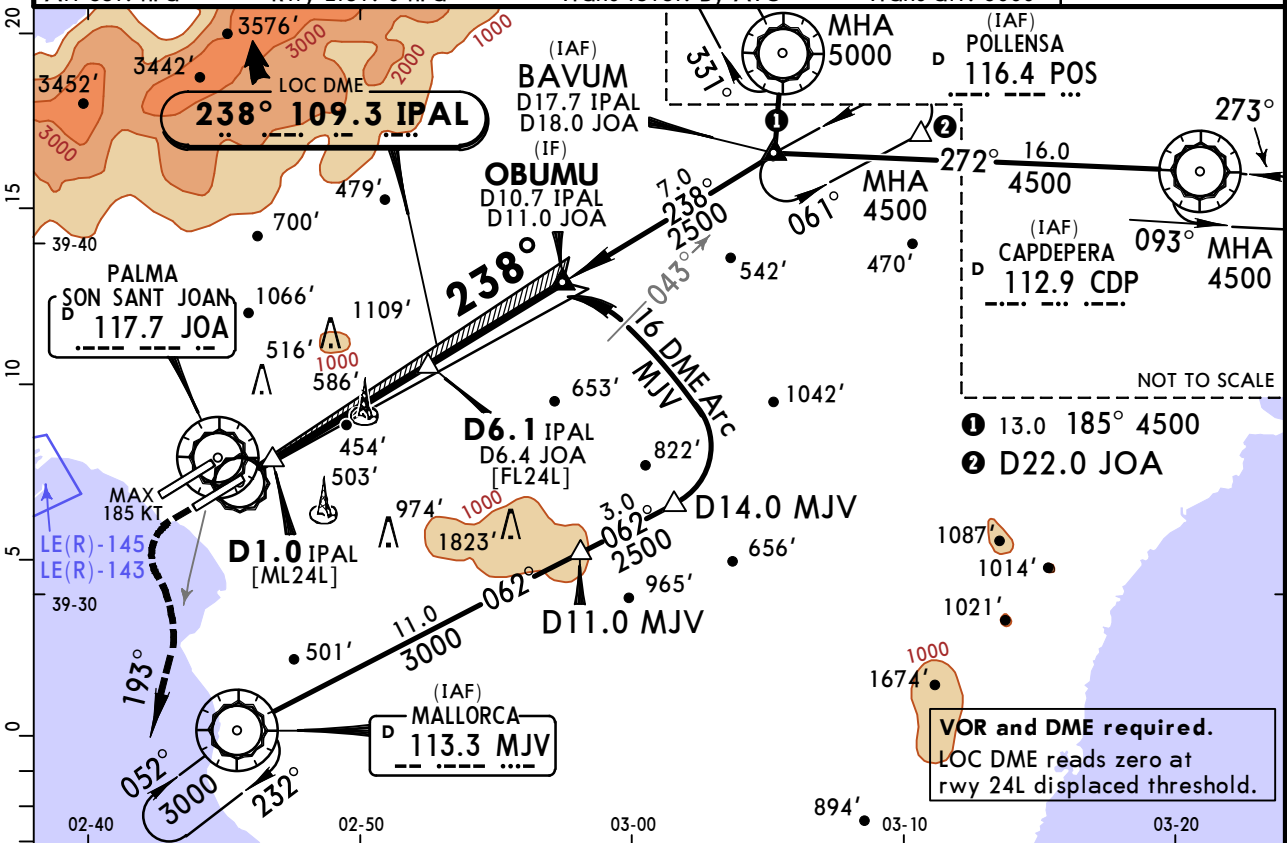 20
3576'
3000
1000
2000
3442'
3452'
3000
LOC DME
238° 109.3 IPAL
(IAF)
BAVUM
D17.7 IPAL
D18.0 JOA
331°
MHA
5000
D
(IAF)
POLLENSA
116.4 POS
273°
1
2
272°
16.0
4500
(IF)
OBUMU
D10.7 IPAL
D11.0 JOA
7.0
238°
2500
061°
MHA
4500
479'
15
700'
39-40
043°
542'
470'
D
(IAF)
CAPDEPERA
112.9 CDP
093°
MHA
4500
PALMA
SON SANT JOAN
D
117.7 JOA
1066'
1109'
238°
516'
1000
586'
16 DME Arc
MJV
10
NOT TO SCALE
653'
1042'
1 13.0 185° 4500
2 D22.0 JOA
454'
D6.1 IPAL
D6.4 JOA
[FL24L]
822'
503'
MAX
185 KT
974'
1000
1823'
3.0
062°
2500
D14.0 MJV
LE(R)-145
LE(R)-143
5
D1.0 IPAL
[ML24L]
656'
1087'
1014'
39-30
062°
965'
1021'
D11.0 MJV
11.0
3000
501'
193°
1000
1674'
(IAF)
MALLORCA
D
113.3 MJV
0
052°
3000
232°
VOR and DME required.
LOC DME reads zero at
rwy 24L displaced threshold.
894'
02-40
02-50
03-00
03-10
03-20